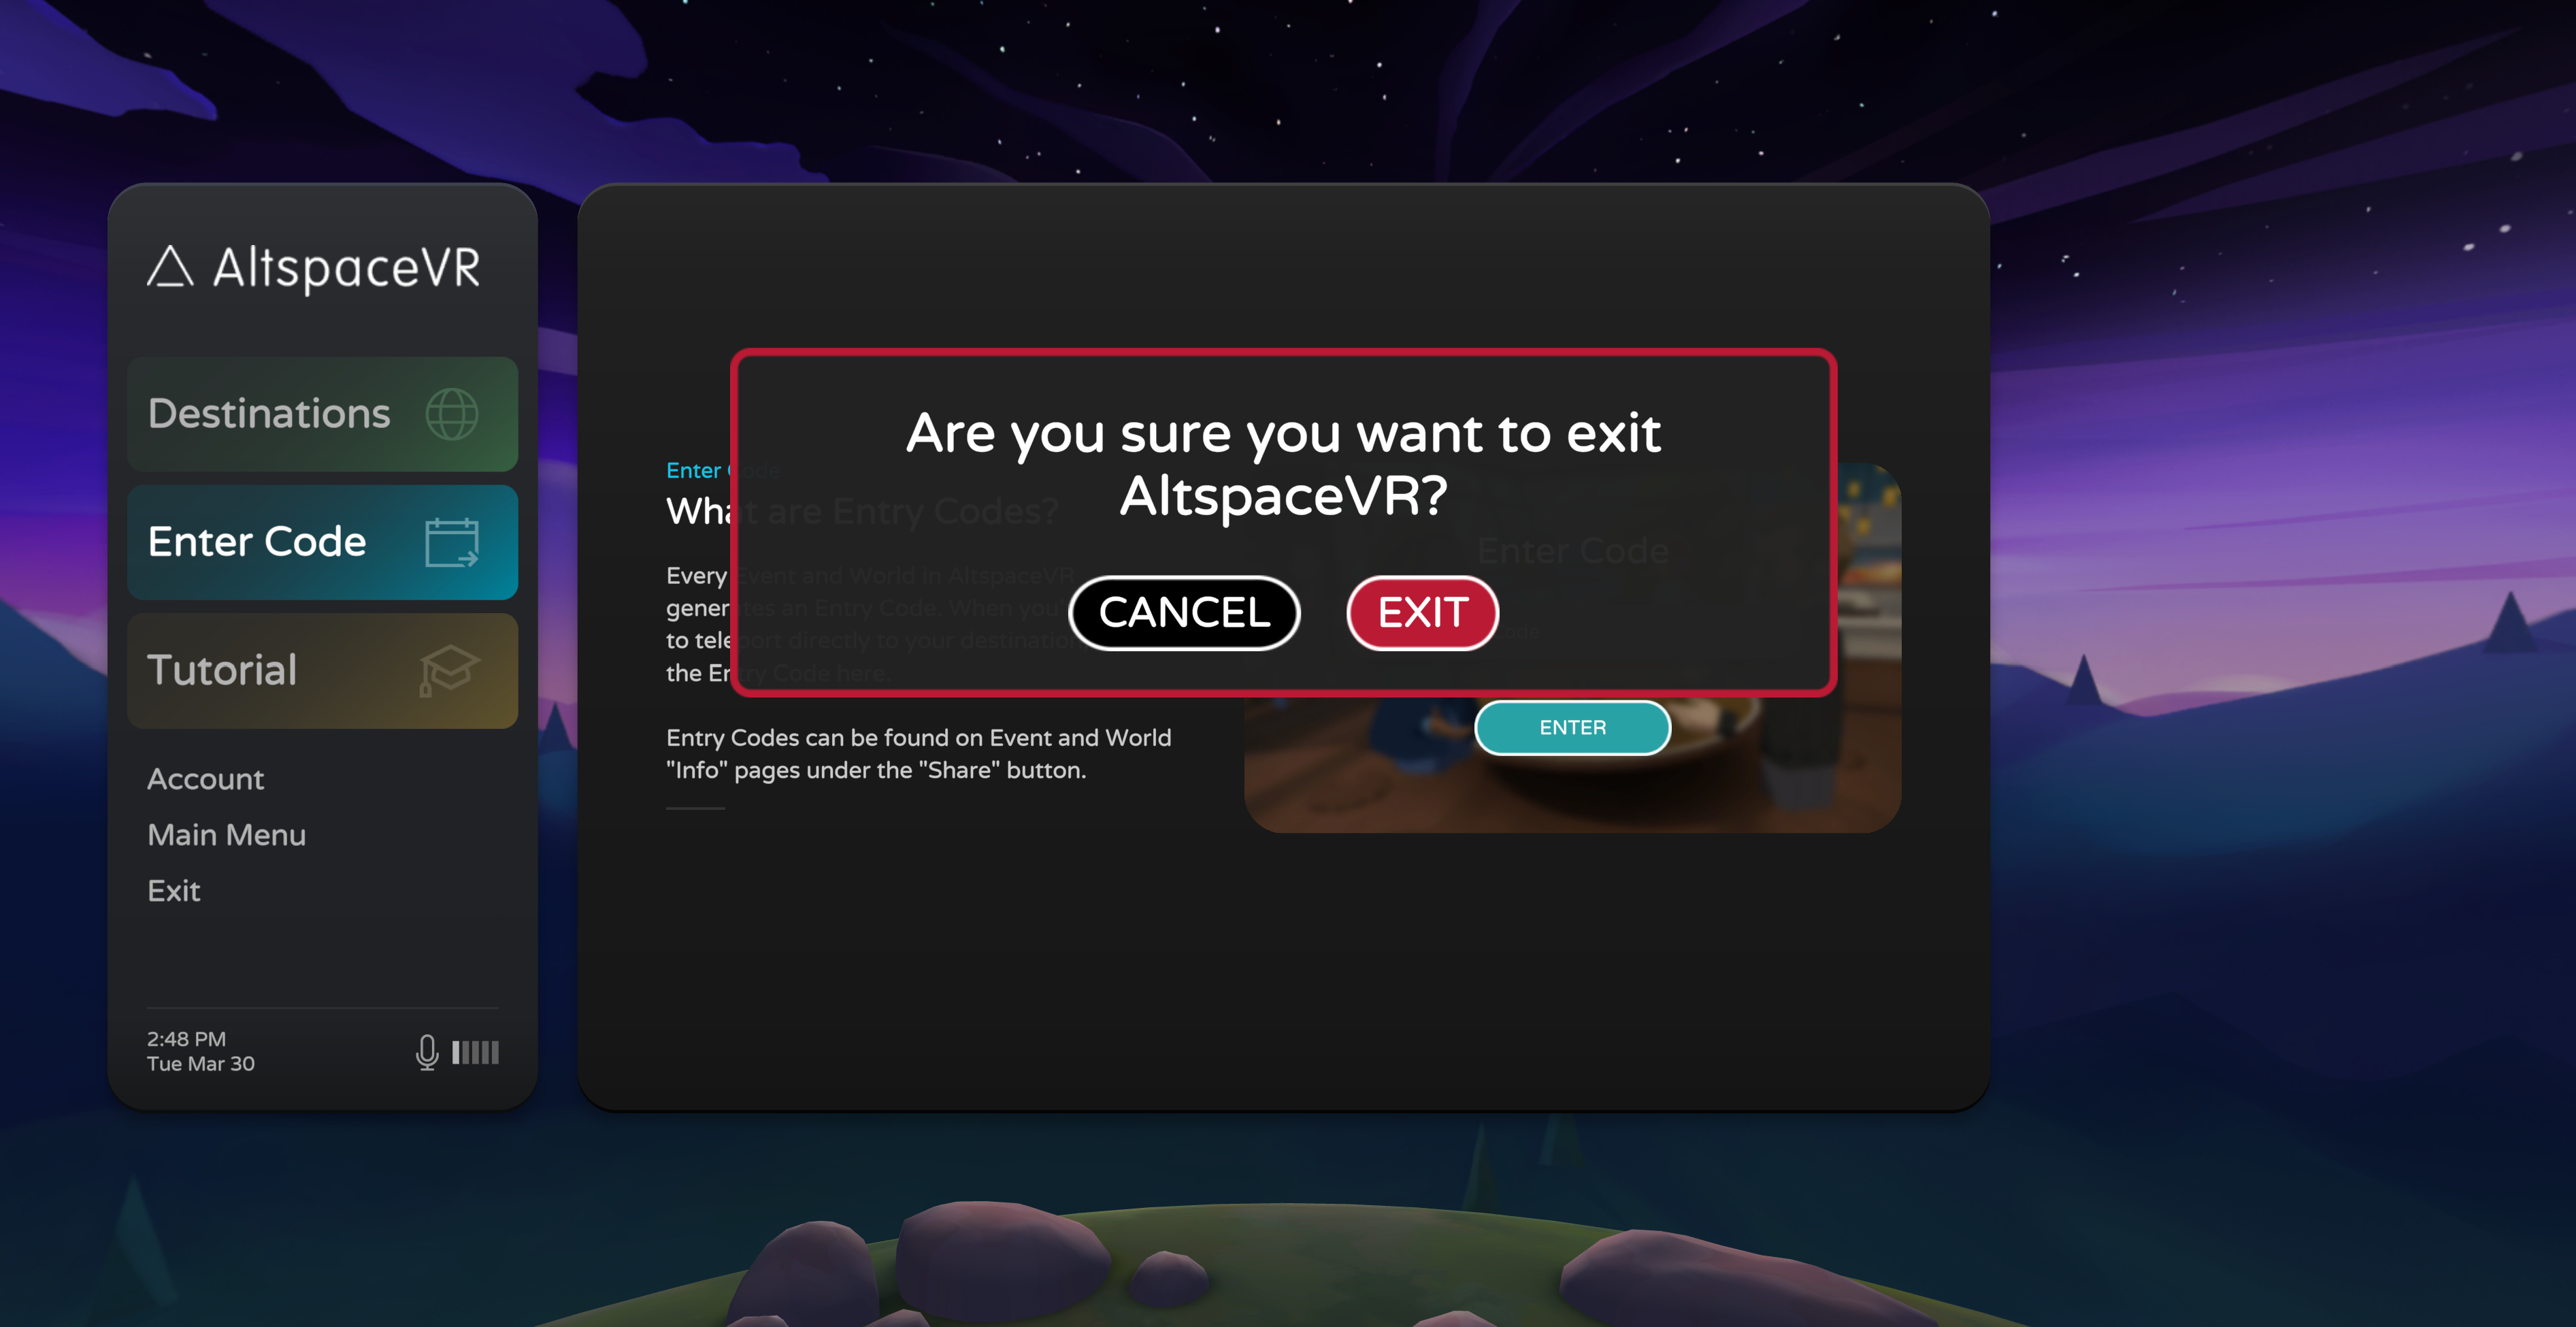 AltspaceVR
Destinations
Enter Code
Tutorial
Account
Main Menu
Exit
2:48 PM
Tue Mar 30
Are you sure you want to exit
AltspaceVR?
CANCEL
EXIT
Enter Code
What are Entry Codes?
Every Event and World in AltspaceVR
generates an Entry Code. When you'
to teleport directly to your destination
the Entry Code here.
Entry Codes can be found on Event and World
"Info" pages under the "Share" button.
Enter Code
ENTER